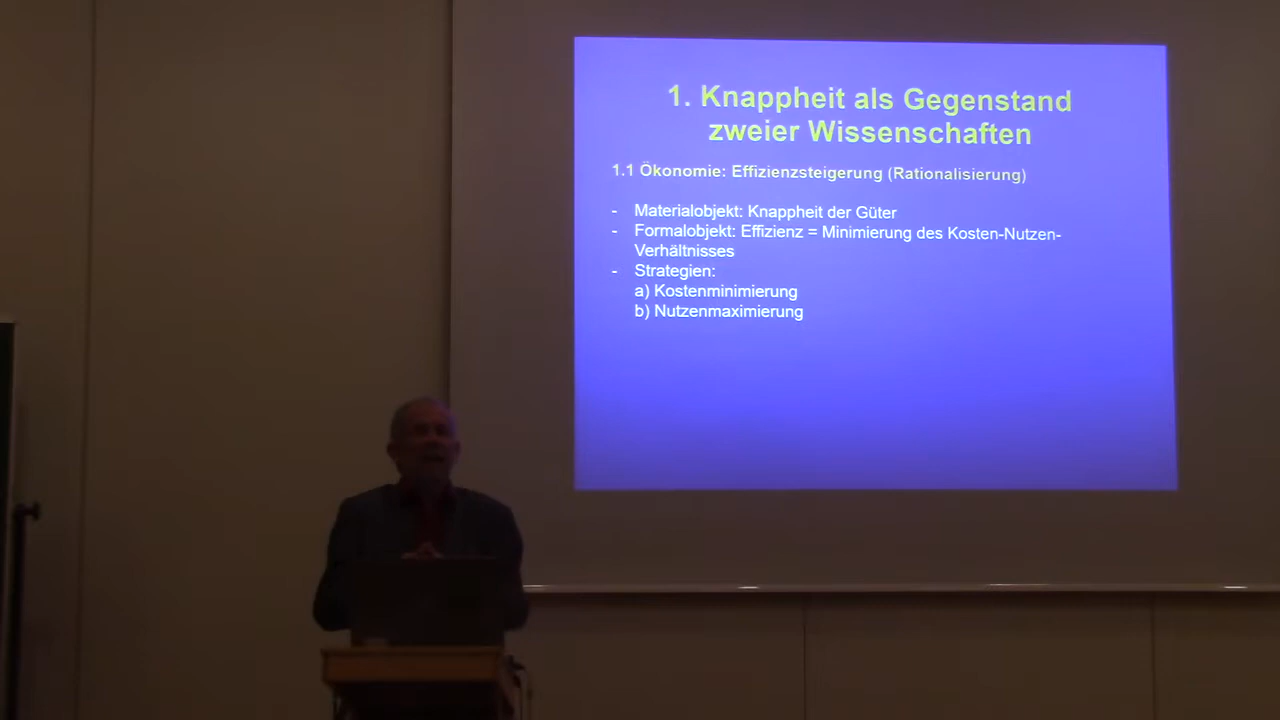 1. Knappheit als Gegenstand
zweier Wissenschaften
1.1 Ökonomie: Effizienzsteigerung (Rationalisierung)
- Materialobjekt: Knappheit der Güter
- Formalobjekt: Effizienz = Minimierung des Kosten-Nutzen-
Verhältnisses
- Strategien:
a) Kostenminimierung
b) Nutzenmaximierung